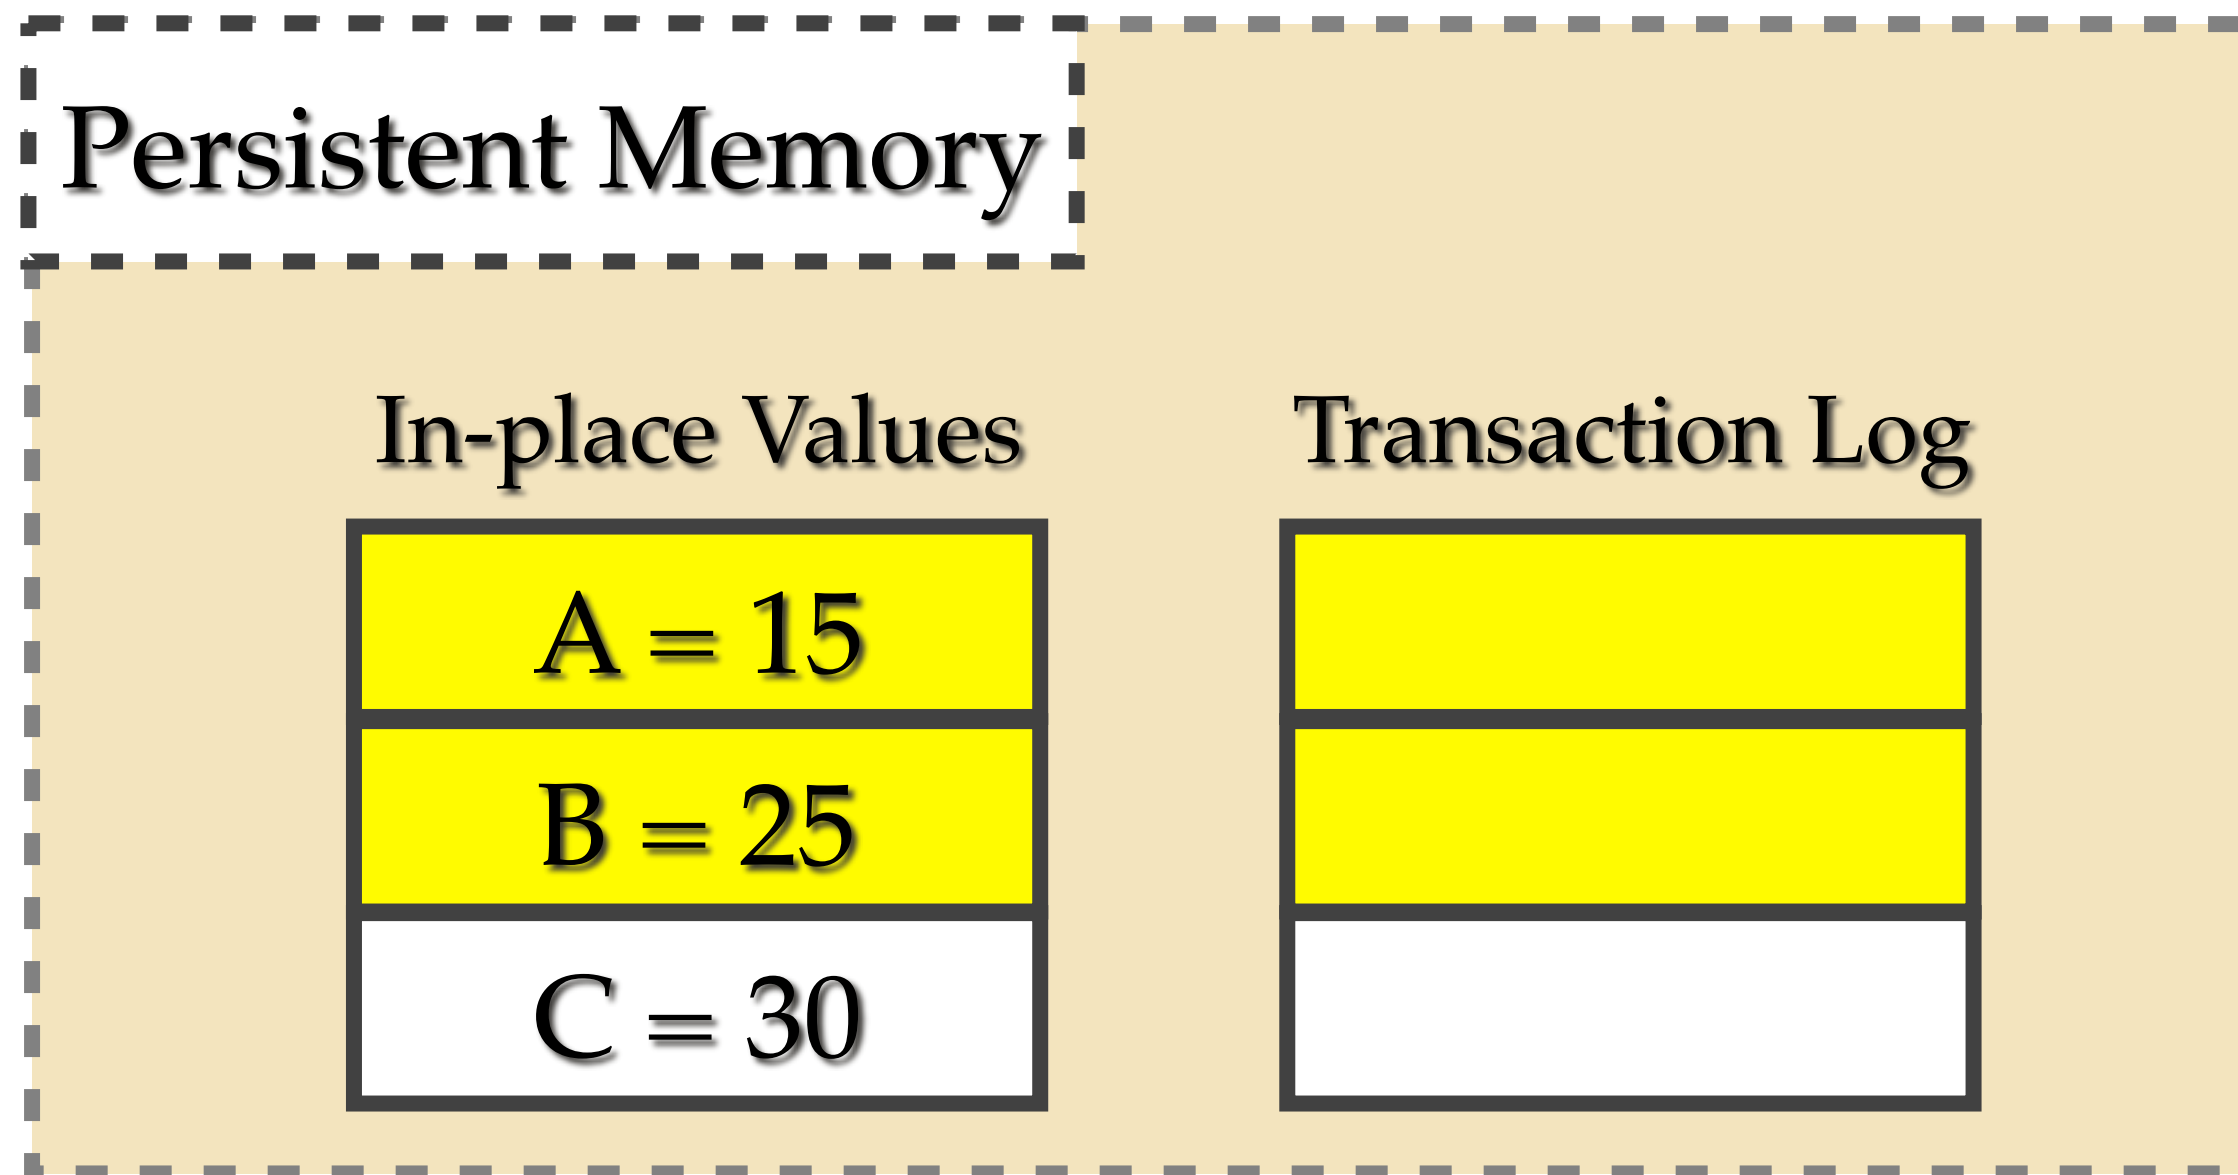 Persistent Memory
In-place Values
Transaction Log
A = 15
B = 25
C = 30